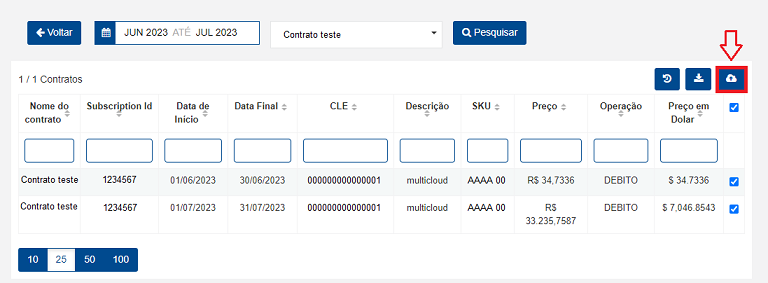 Voltar JUN 2023 ATÉ JUL 2023 Contrato teste Pesquisar
1 / 1 Contratos
Nome do contrato Subscription Id Data de Início Data Final CLE Descrição SKU Preço Operação Preço em Dolar
Contrato teste 1234567 01/06/2023 30/06/2023 000000000000001 multicloud AAAA 00 R$ 34,7336 DEBITO $ 34.7336
Contrato teste 1234567 01/07/2023 31/07/2023 000000000000001 multicloud AAAA 00 R$ 33.235,7587 DEBITO $ 7,046.8543
10 25 50 100